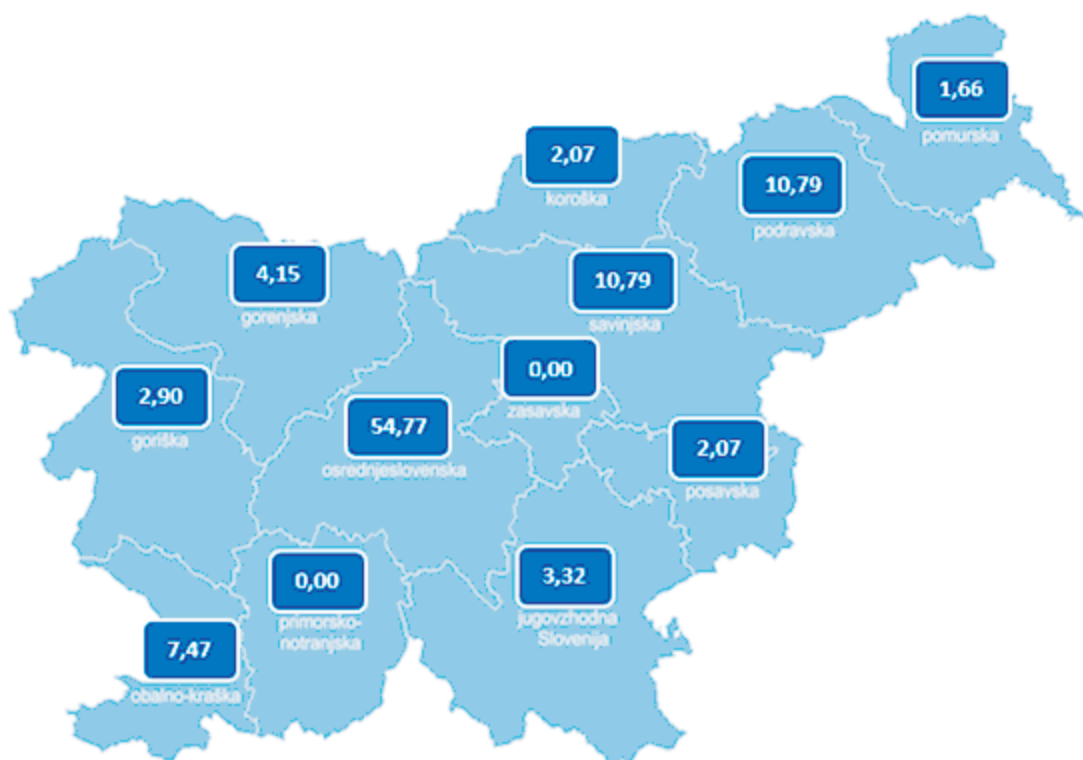 1,66
pomurska
2,07
koroška
10,79
podravska
4,15
gorenjska
10,79
savinjska
0,00
zasavska
2,90
goriška
54,77
osrednjeslovenska
2,07
posavska
0,00
primorsko-
notranjska
3,32
jugovzhodna
Slovenija
7,47
obalno-kraška